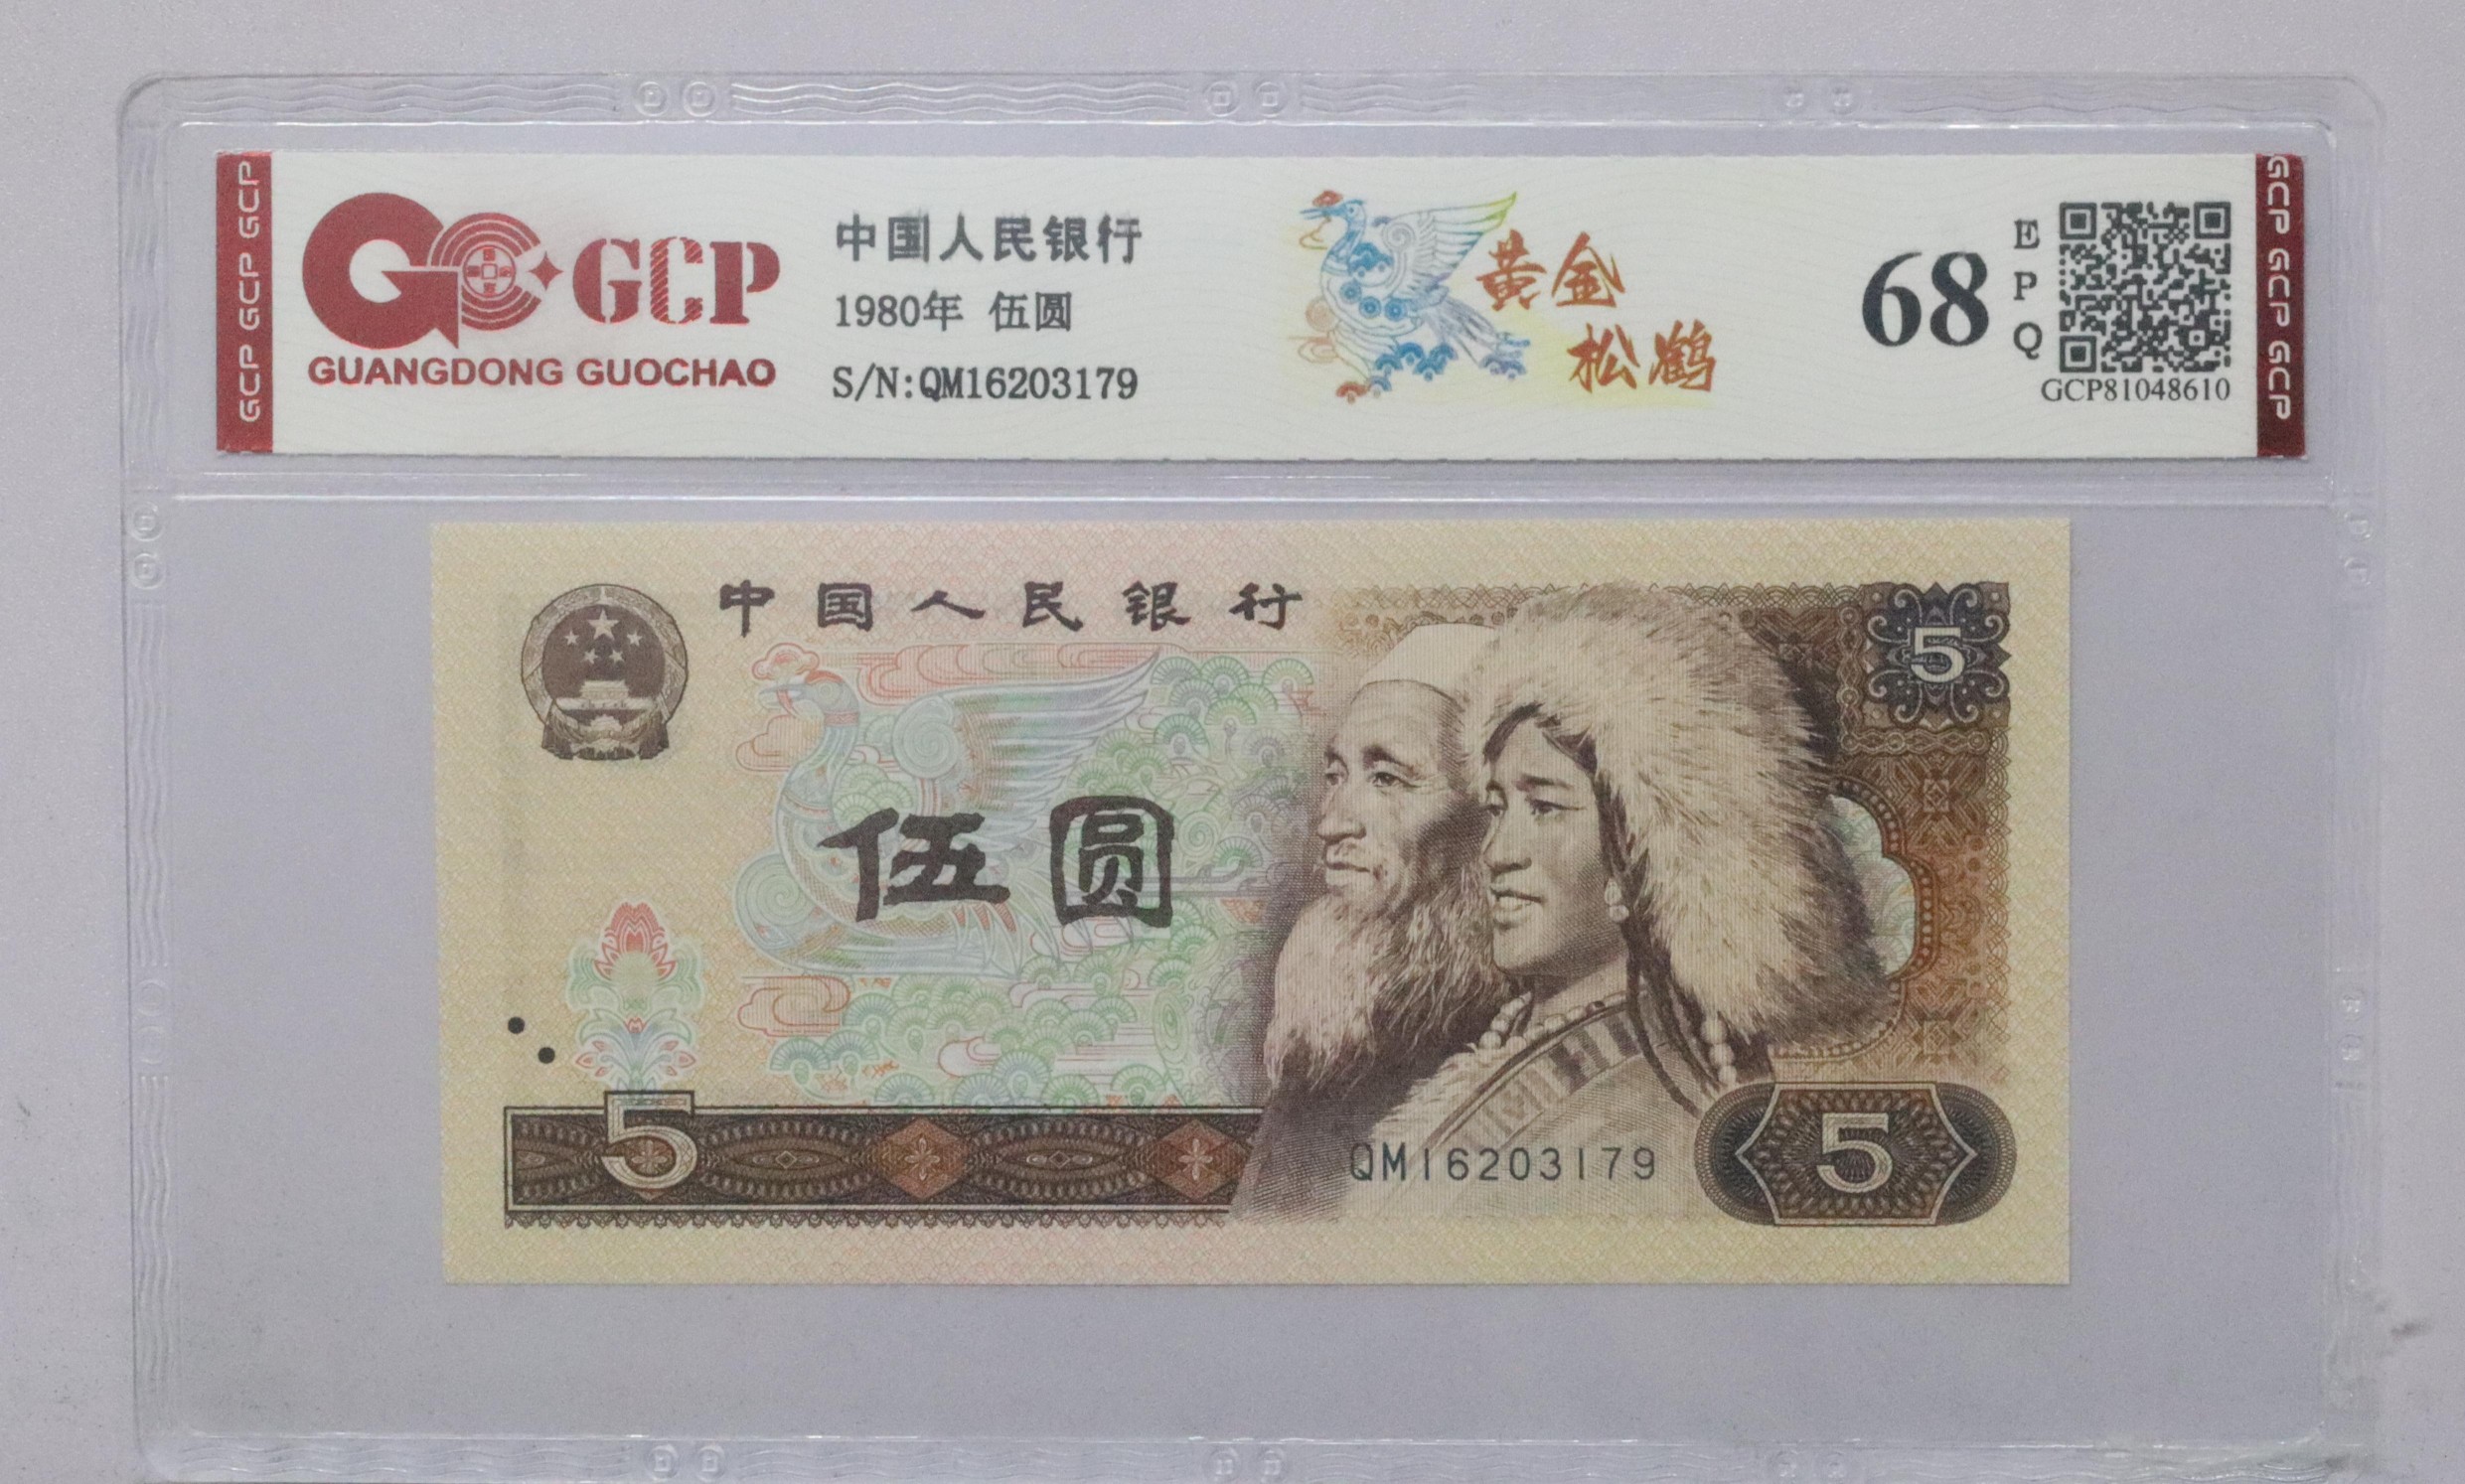 GCP GCP GCP
GCP
GUANGDONG GUOCHAO
中国人民银行
1980年 伍圆
S/N:QM16203179
黄金
松鹤
68
E
P
Q
GCP81048610
GCP GCP GCP
中国人民银行
5
伍圆
5
QM16203179
5